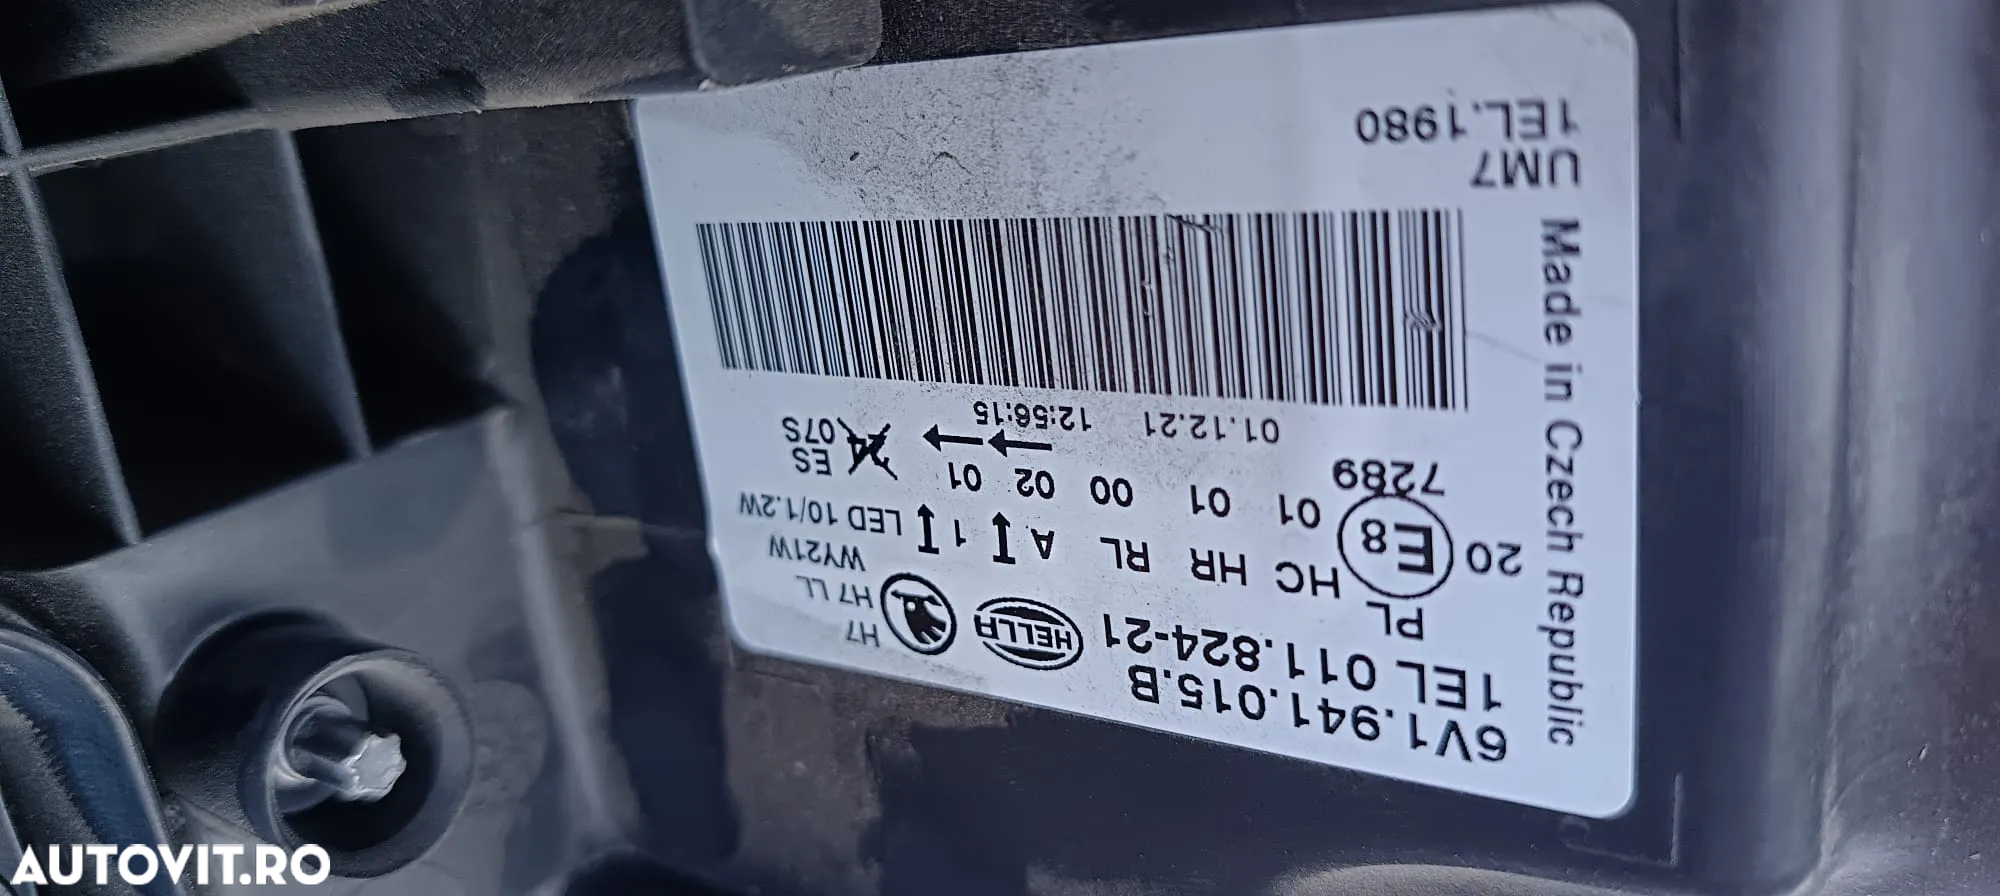 6V1.941.015.B
1EL 011.824-21
HELLA
H7
H7 LL
WY21W
LED 10/1.2W
PL
HC HR RL A 1
ES
20 E8 01 01 00 02 01
07S
7289
01.12.21 12:56:15
UM7
1EL.1980
Made in Czech Republic
AUTOVIT.RO